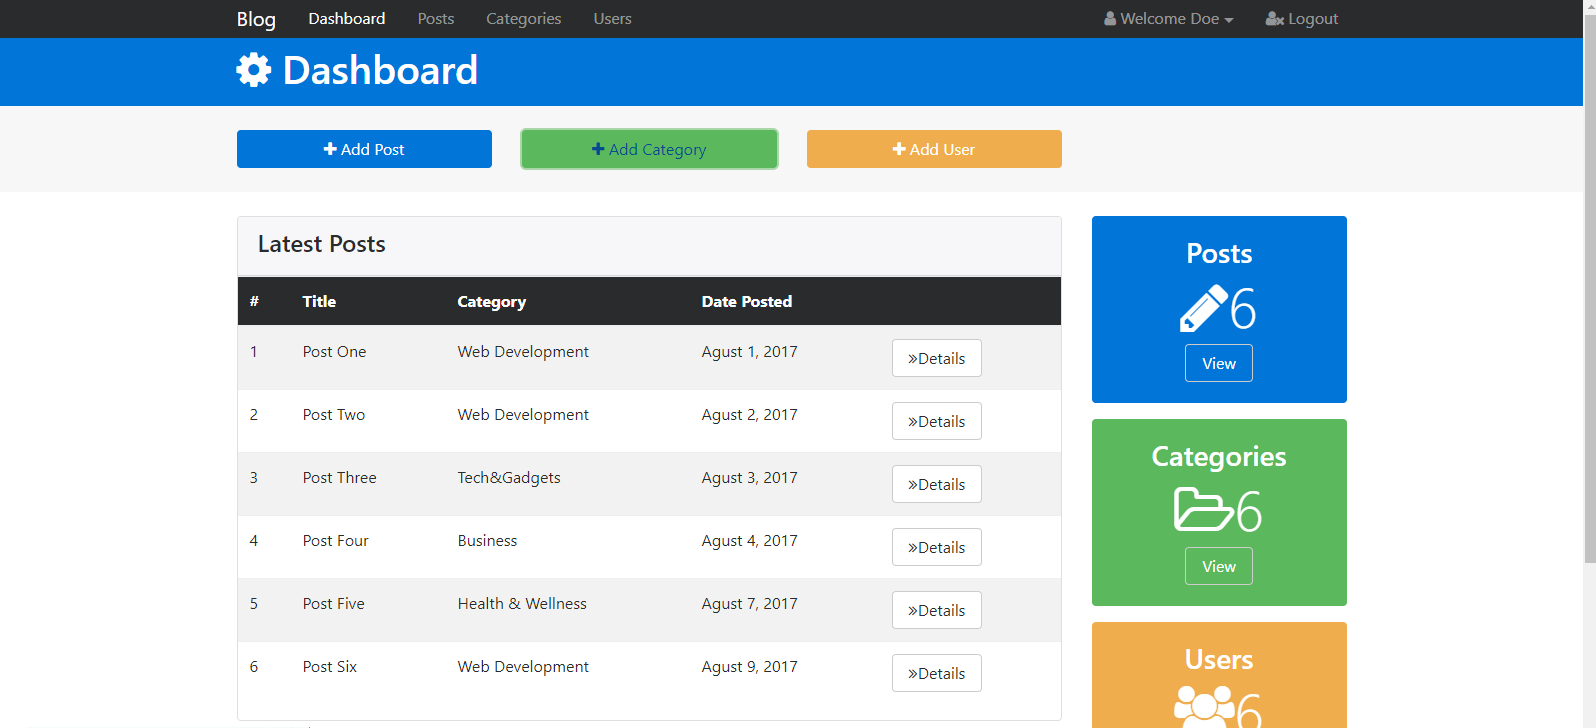 Blog Dashboard Posts Categories Users Welcome Doe Logout
Dashboard
Add Post Add Category Add User
Latest Posts
# Title Category Date Posted
1 Post One Web Development Agust 1, 2017 »Details
2 Post Two Web Development Agust 2, 2017 »Details
3 Post Three Tech&Gadgets Agust 3, 2017 »Details
4 Post Four Business Agust 4, 2017 »Details
5 Post Five Health & Wellness Agust 7, 2017 »Details
6 Post Six Web Development Agust 9, 2017 »Details
Posts
6
View
Categories
6
View
Users
6